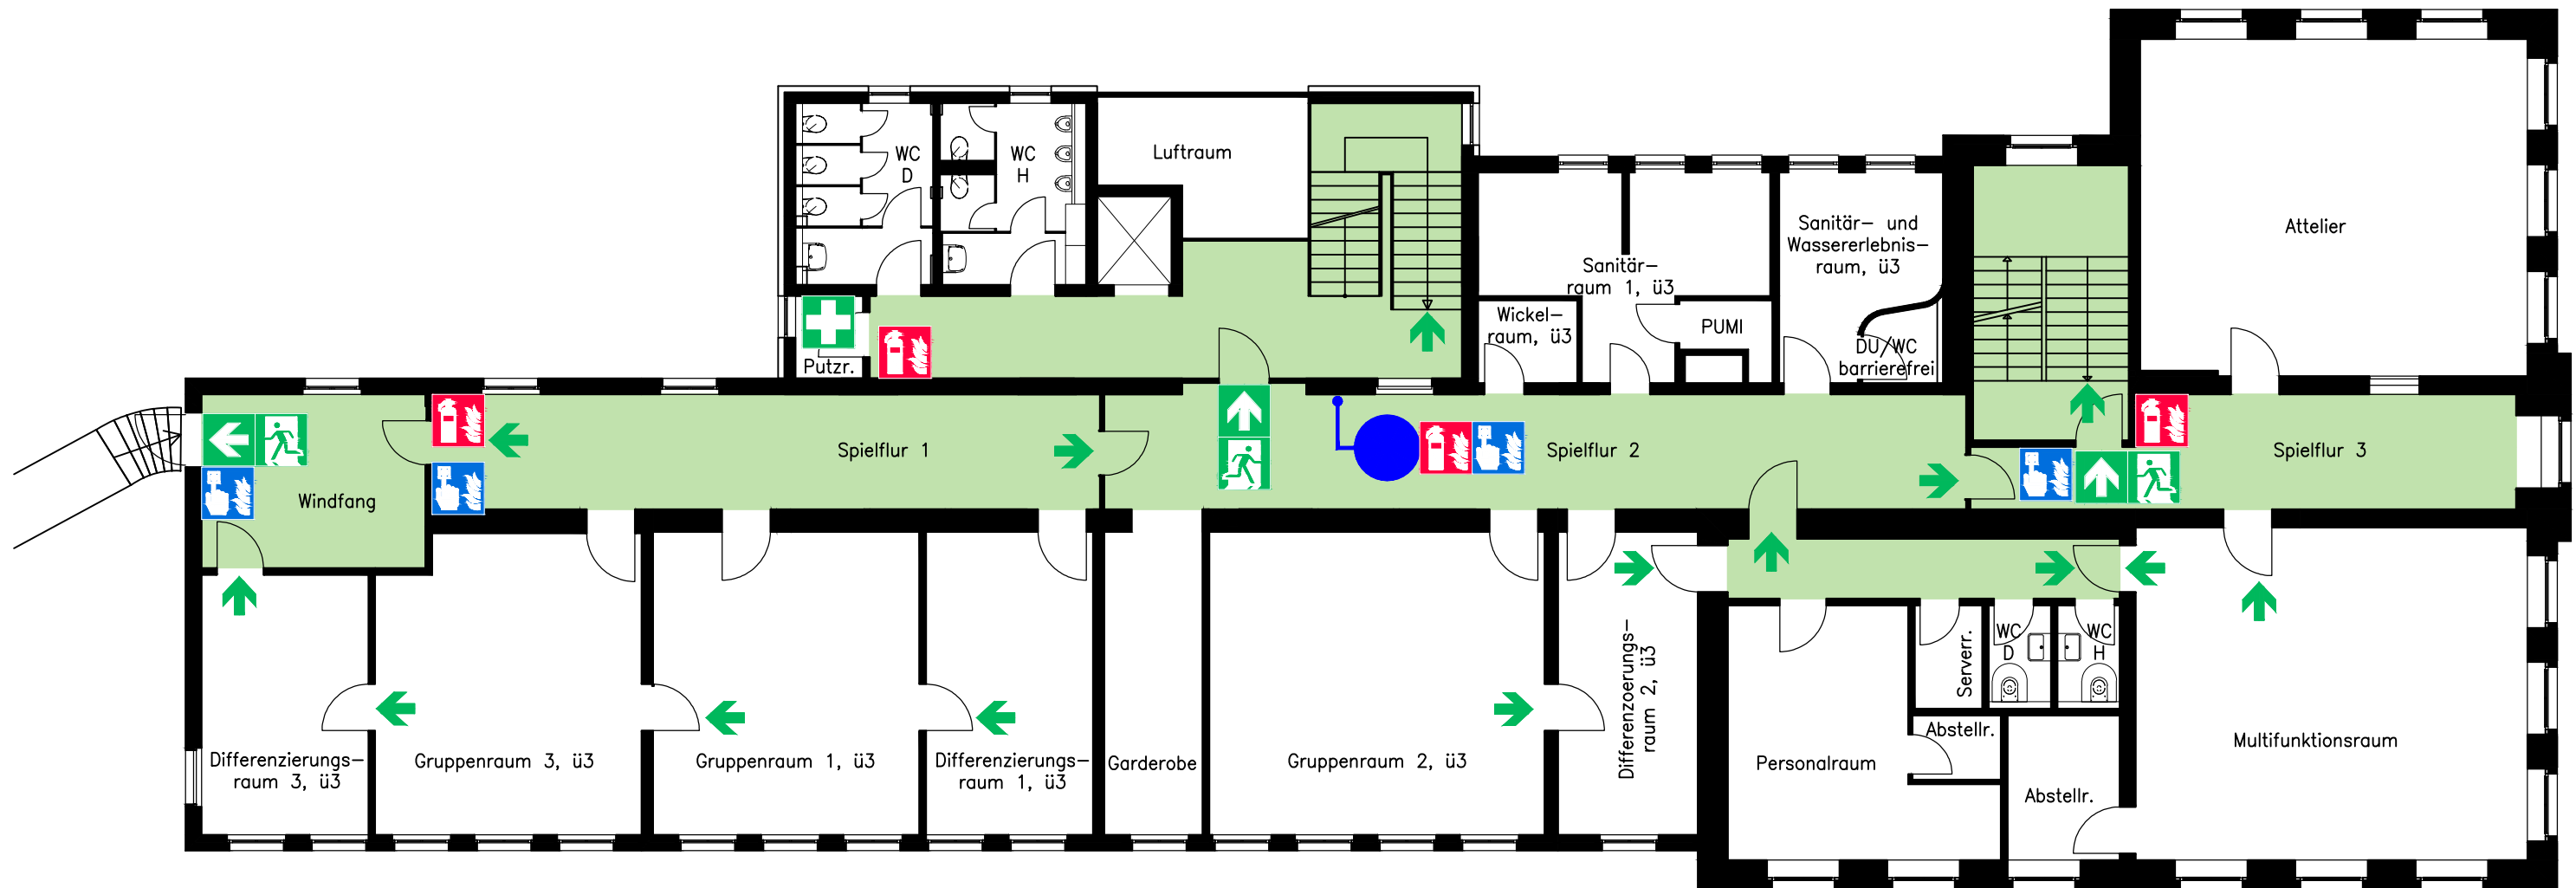 WC
D
WC
H
Luftraum
Sanitär- und
Wassererlebnis-
raum, ü3
Attelier
Sanitär-
raum 1, ü3
Wickel-
raum, ü3
PUMI
DU/WC
barrierefrei
Putzr.
Spielflur 1
Spielflur 2
Spielflur 3
Windfang
Differenzierungs-
raum 3, ü3
Gruppenraum 3, ü3
Gruppenraum 1, ü3
Differenzierungs-
raum 1, ü3
Garderobe
Gruppenraum 2, ü3
Differenzoerungs-
raum 2, ü3
Personalraum
Serverr.
WC
D
WC
H
Abstellr.
Abstellr.
Multifunktionsraum